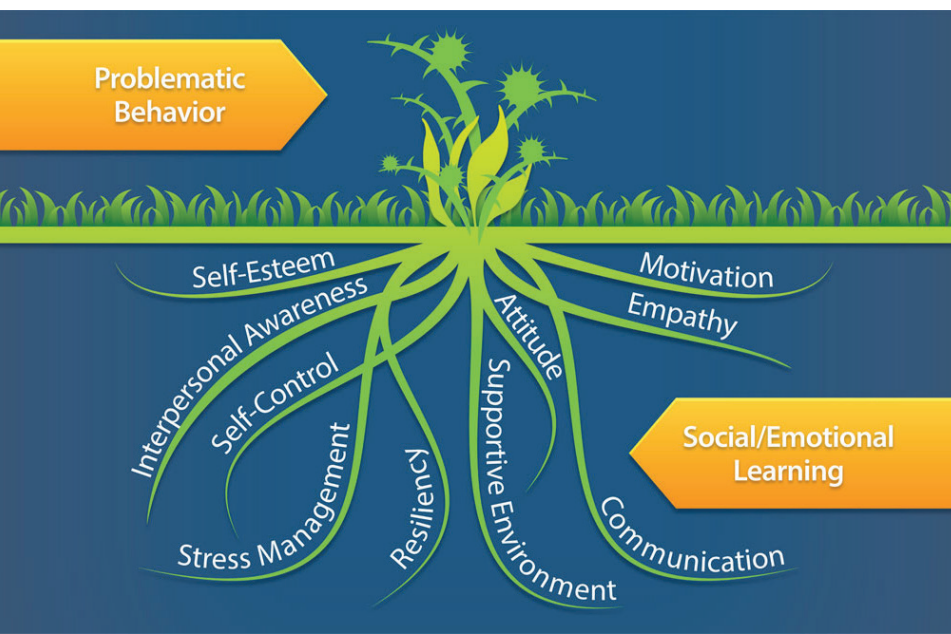 Problematic
Behavior
Self-Esteem
Motivation
Interpersonal Awareness
Empathy
Attitude
Self-Control
Supportive Environment
Stress Management
Resiliency
Social/Emotional
Learning
Communication